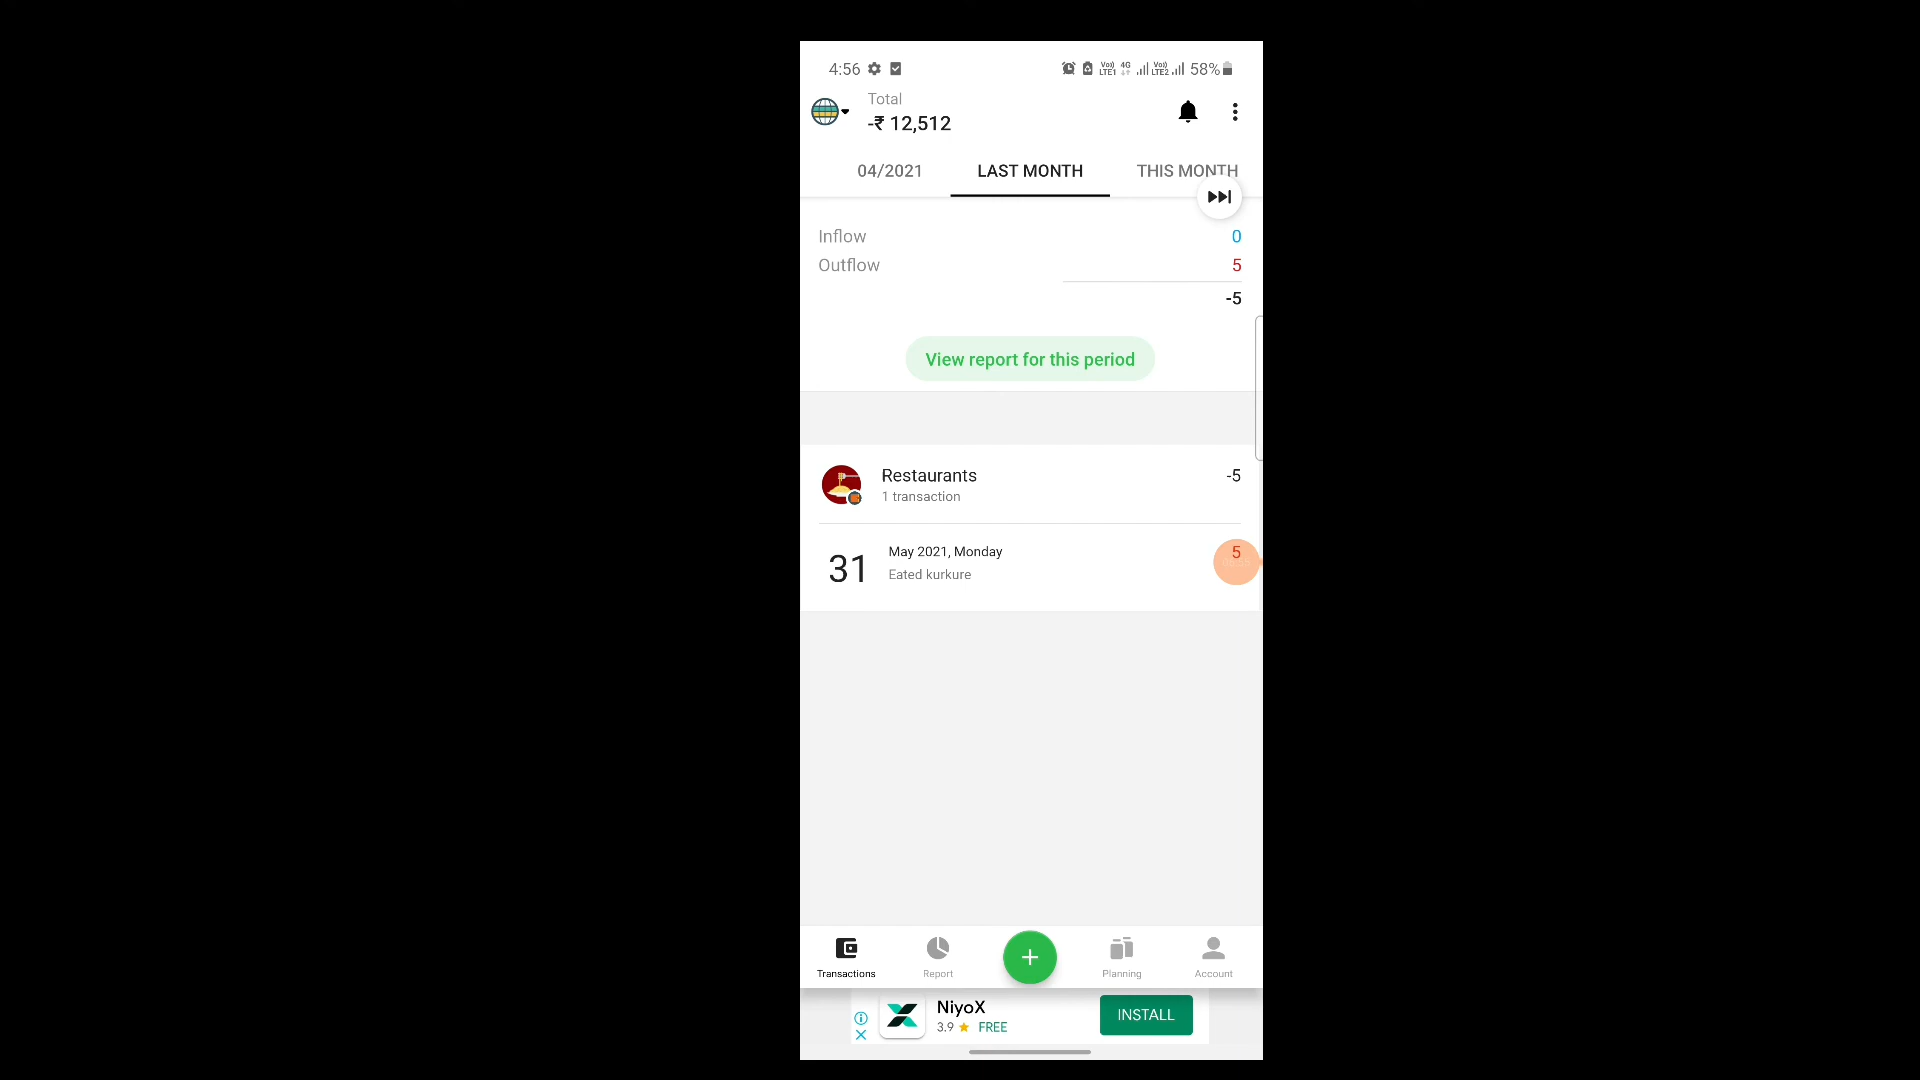 4:56 58%
Total
-₹ 12,512
04/2021 LAST MONTH THIS MONTH
Inflow 0
Outflow 5
-5
View report for this period
Restaurants -5
1 transaction
31 May 2021, Monday 5
Eated kurkure
Transactions Report Planning Account
NiyoX
3.9 FREE
INSTALL